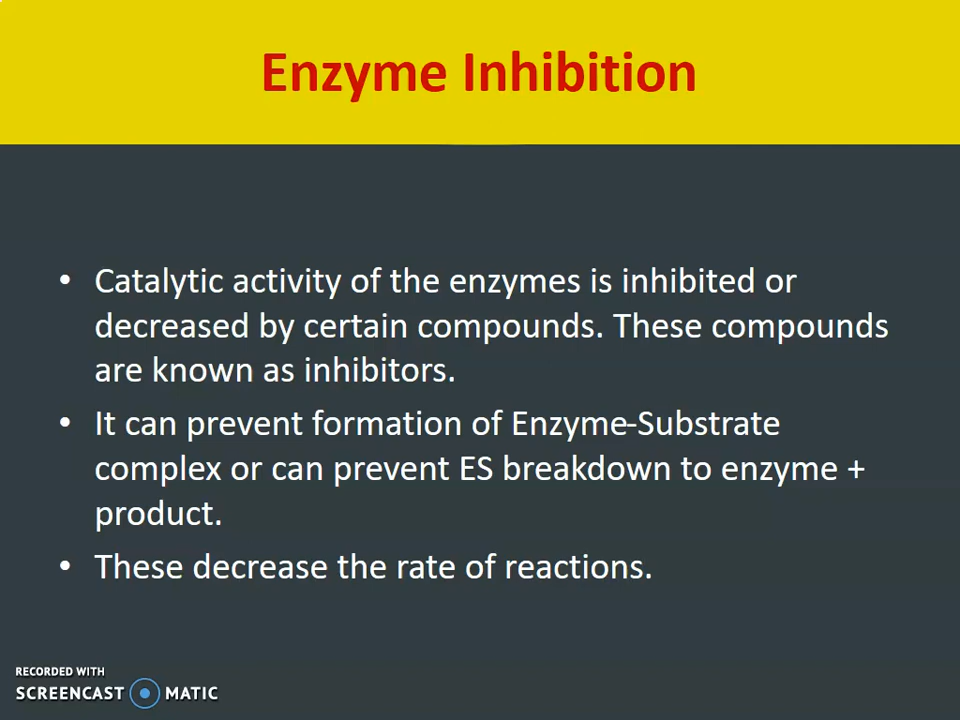 Enzyme Inhibition
• Catalytic activity of the enzymes is inhibited or
decreased by certain compounds. These compounds
are known as inhibitors.
• It can prevent formation of Enzyme-Substrate
complex or can prevent ES breakdown to enzyme +
product.
• These decrease the rate of reactions.
RECORDED WITH
SCREENCAST MATIC